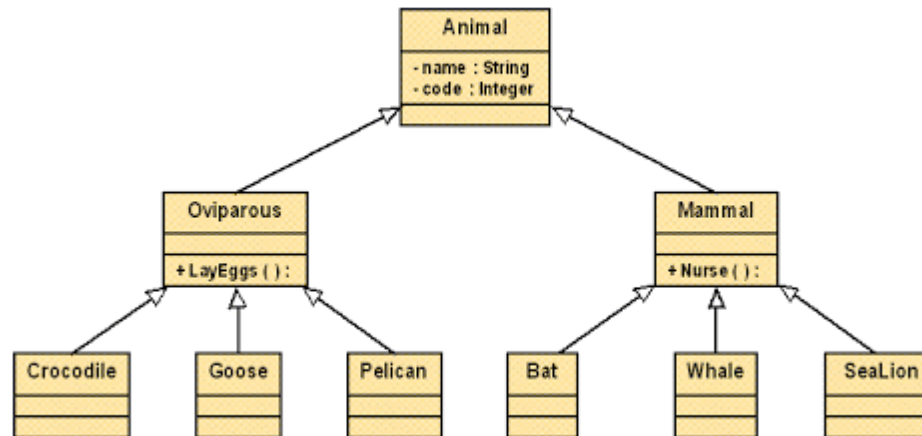 Animal
- name : String
- code : Integer
Oviparous
Mammal
+ LayEggs ( ) :
+ Nurse ( ) :
Crocodile
Goose
Pelican
Bat
Whale
SeaLion